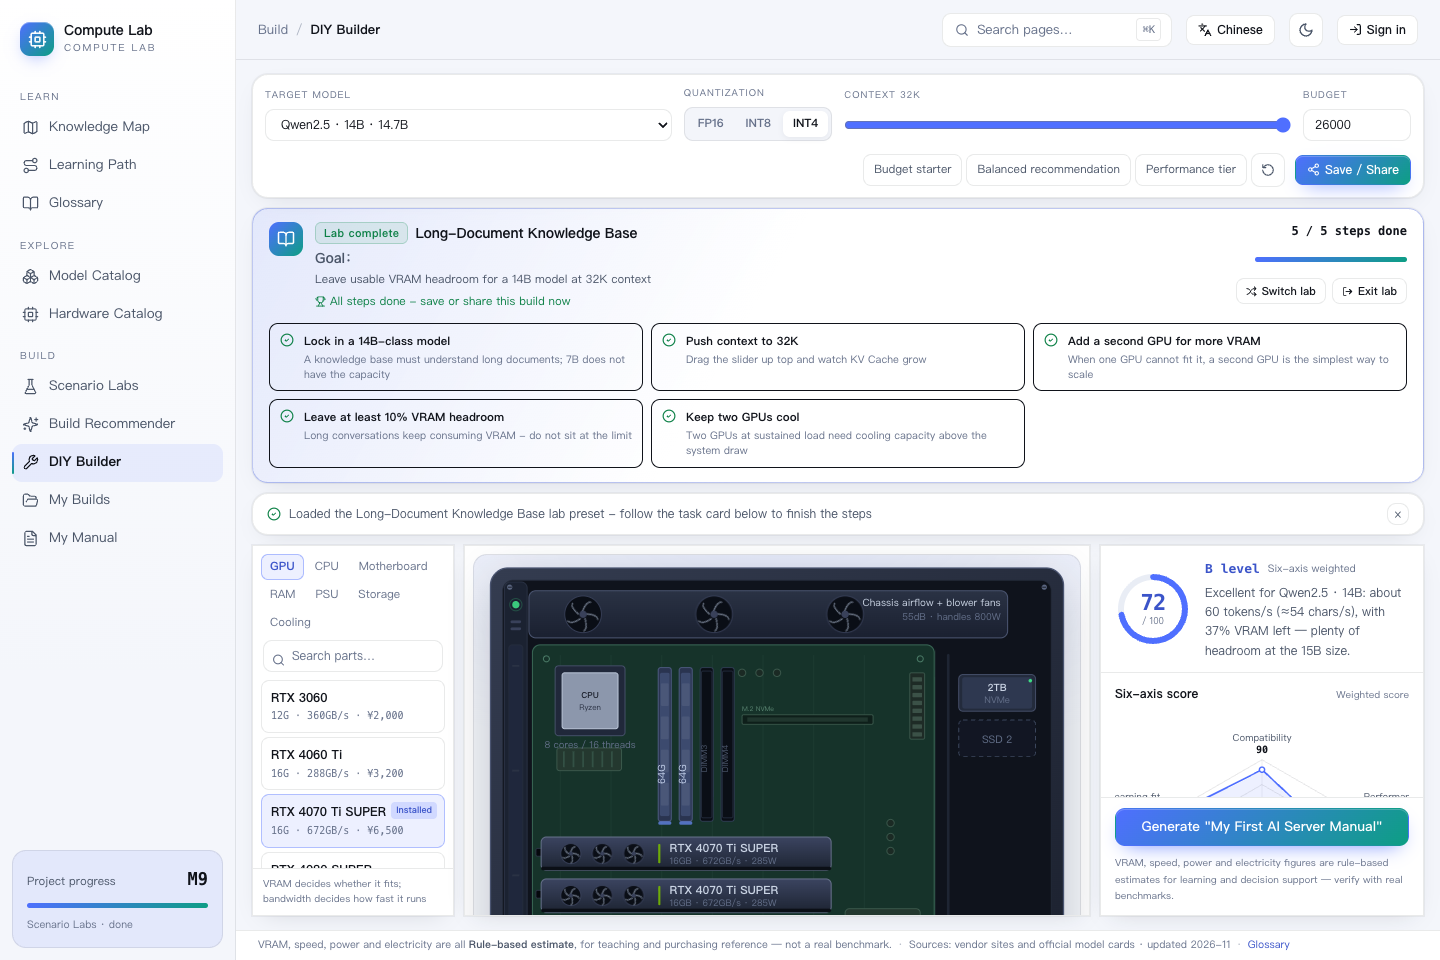 Compute Lab
COMPUTE LAB
LEARN
Knowledge Map
Learning Path
Glossary
EXPLORE
Model Catalog
Hardware Catalog
BUILD
Scenario Labs
Build Recommender
DIY Builder
My Builds
My Manual
Project progress M9
Scenario Labs · done
Build / DIY Builder
Search pages... ⌘K
Chinese
Sign in
TARGET MODEL
Qwen2.5 · 14B · 14.7B
QUANTIZATION
FP16 INT8 INT4
CONTEXT 32K
BUDGET
26000
Budget starter
Balanced recommendation
Performance tier
Save / Share
Lab complete Long-Document Knowledge Base
Goal:
Leave usable VRAM headroom for a 14B model at 32K context
All steps done - save or share this build now
5 / 5 steps done
Switch lab
Exit lab
Lock in a 14B-class model
A knowledge base must understand long documents; 7B does not
have the capacity
Push context to 32K
Drag the slider up top and watch KV Cache grow
Add a second GPU for more VRAM
When one GPU cannot fit it, a second GPU is the simplest way to
scale
Leave at least 10% VRAM headroom
Long conversations keep consuming VRAM - do not sit at the limit
Keep two GPUs cool
Two GPUs at sustained load need cooling capacity above the
system draw
Loaded the Long-Document Knowledge Base lab preset - follow the task card below to finish the steps
GPU CPU Motherboard
RAM PSU Storage
Cooling
Search parts...
RTX 3060
12G · 360GB/s · ¥2,000
RTX 4060 Ti
16G · 288GB/s · ¥3,200
RTX 4070 Ti SUPER Installed
16G · 672GB/s · ¥6,500
RTX 4080 SUPER
VRAM decides whether it fits;
bandwidth decides how fast it runs
Chassis airflow + blower fans
55dB · handles 800W
CPU
Ryzen
8 cores / 16 threads
64G
64G
DIMM3
DIMM4
M.2 NVMe
2TB
NVMe
SSD 2
RTX 4070 Ti SUPER
16GB · 672GB/s · 285W
RTX 4070 Ti SUPER
16GB · 672GB/s · 285W
72
/ 100
B level Six-axis weighted
Excellent for Qwen2.5 · 14B: about
60 tokens/s (≈54 chars/s), with
37% VRAM left — plenty of
headroom at the 15B size.
Six-axis score Weighted score
Compatibility
90
earning fit
Performar
Generate "My First AI Server Manual"
VRAM, speed, power and electricity figures are rule-based
estimates for learning and decision support — verify with real
benchmarks.
VRAM, speed, power and electricity are all Rule-based estimate, for teaching and purchasing reference — not a real benchmark. · Sources: vendor sites and official model cards · updated 2026-11 · Glossary